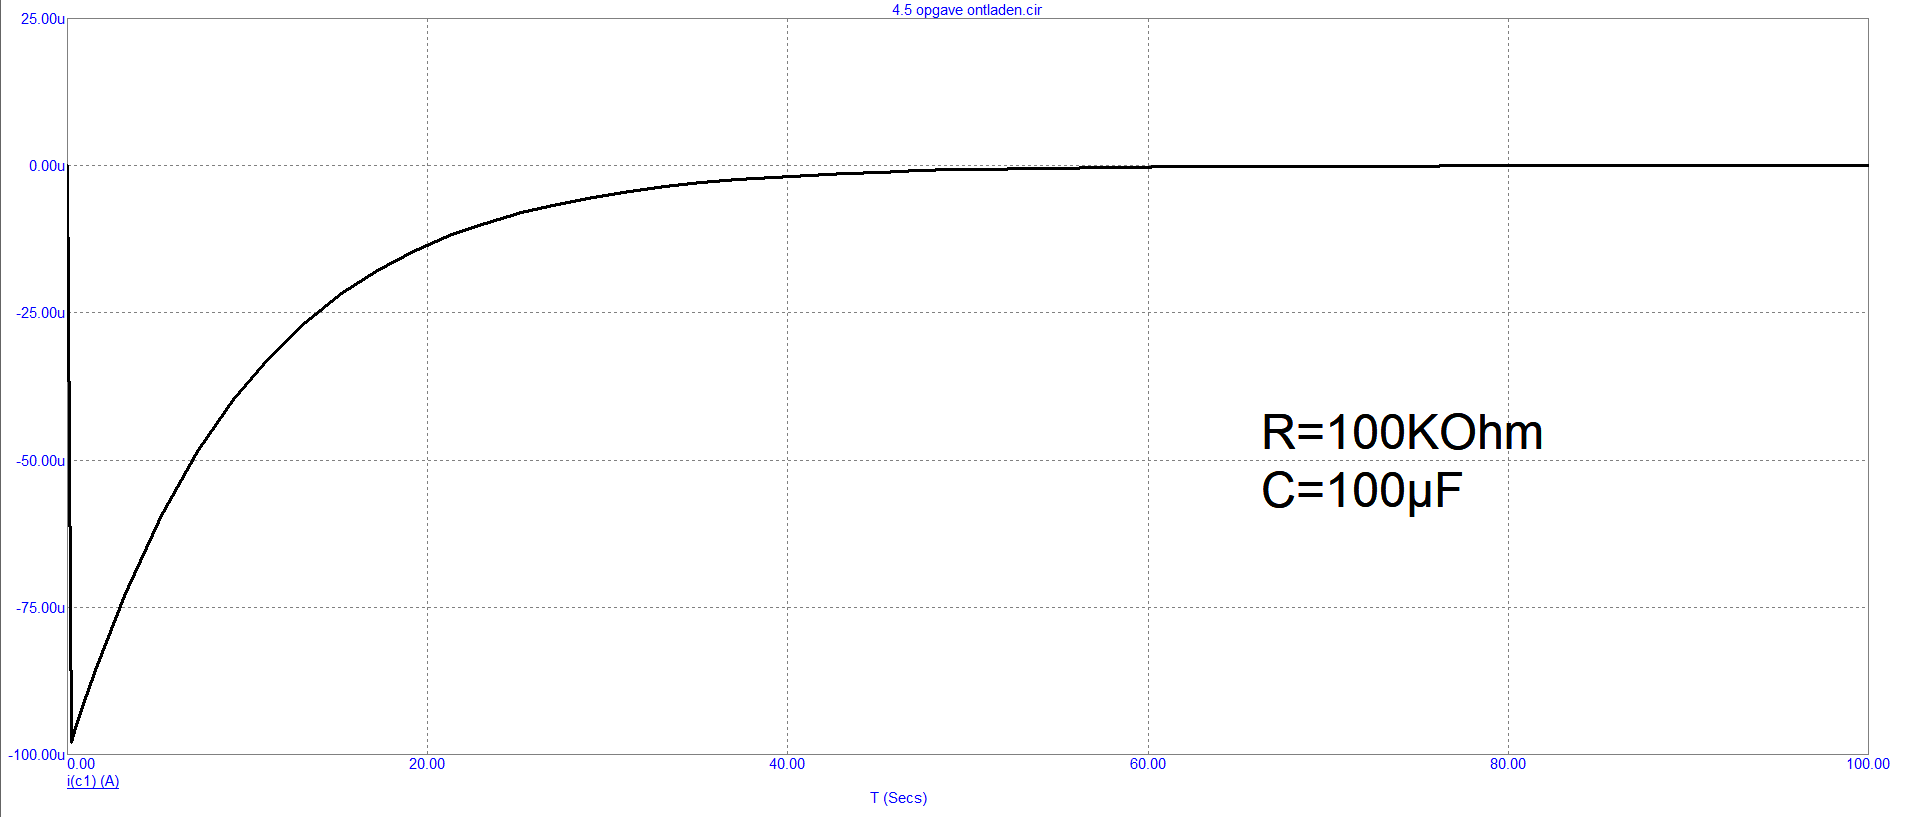 4.5 opgave ontladen.cir
25.00u
0.00u
-25.00u
-50.00u
-75.00u
-100.00u
R=100KOhm
C=100µF
0.00 20.00 40.00 60.00 80.00 100.00
i(c1) (A)
T (Secs)